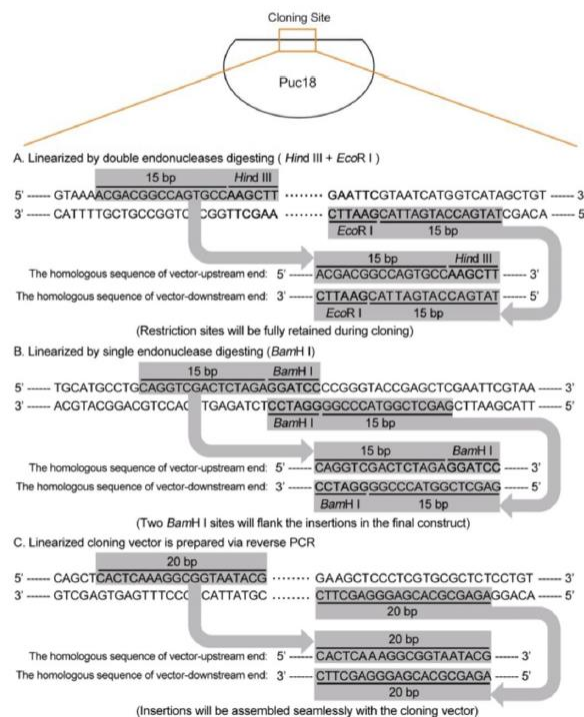 Cloning Site
Puc18
A. Linearized by double endonucleases digesting ( Hind III + EcoR I )
15 bp Hind III
5' ------ GTAAAACGACGGCCAGTGCCAAGCTT ········ GAATTCGTAATCATGGTCATAGCTGT ------ 3'
3' ------ CATTTTGCTGCCGGTC CGGTTCGAA ········ CTTAAGCATTAGTACCAGTATCGACA ------ 5'
EcoR I 15 bp
15 bp Hind III
The homologous sequence of vector-upstream end: 5' ------ ACGACGGCCAGTGCCAAGCTT ------ 3'
The homologous sequence of vector-downstream end: 3' ------ CTTAAGCATTAGTACCAGTAT ------ 5'
EcoR I 15 bp
(Restriction sites will be fully retained during cloning)
B. Linearized by single endonuclease digesting (BamH I)
15 bp BamH I
5' ------ TGCATGCCTGCAGGTCGACTCTAGAGGATCCCCGGGTACCGAGCTCGAATTCGTAA ------ 3'
3' ------ ACGTACGGACGTCCAG TGAGATCTCCTAGGGGCCCATGGCTCGAGCTTAAGCATT ------ 5'
BamH I 15 bp
15 bp BamH I
The homologous sequence of vector-upstream end: 5' ------ CAGGTCGACTCTAGAGGATCC ------ 3'
The homologous sequence of vector-downstream end: 3' ------ CCTAGGGGCCCATGGCTCGAG ------ 5'
BamH I 15 bp
(Two BamH I sites will flank the insertions in the final construct)
C. Linearized cloning vector is prepared via reverse PCR
20 bp
5' ------ CAGCTCACTCAAAGGCGGTAATACG ········ GAAGCTCCCTCGTGCGCTCTCCTGT ------ 3'
3' ------ GTCGAGTGAGTTTCCG CATTATGC ········ CTTCGAGGGAGCACGCGAGAGGACA ------ 5'
20 bp
20 bp
The homologous sequence of vector-upstream end: 5' ------ CACTCAAAGGCGGTAATACG ------ 3'
The homologous sequence of vector-downstream end: 3' ------ CTTCGAGGGAGCACGCGAGA ------ 5'
20 bp
(Insertions will be assembled seamlessly with the cloning vector)